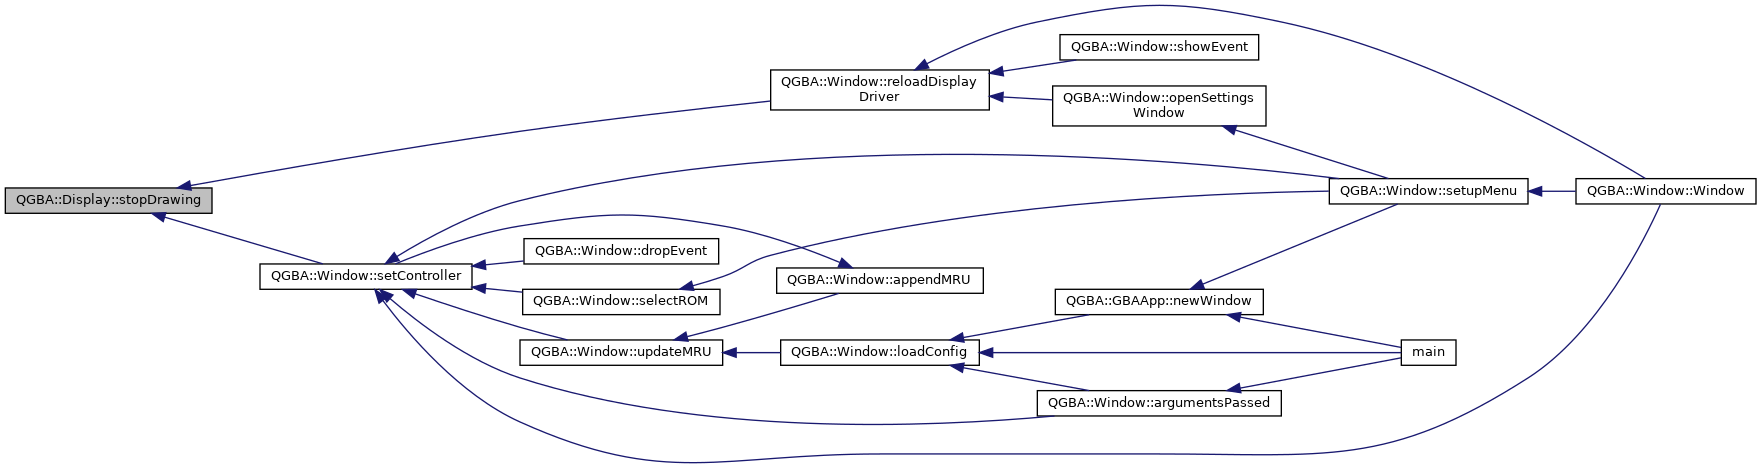 QGBA::Window::showEvent
QGBA::Window::reloadDisplay
Driver
QGBA::Window::openSettings
Window
QGBA::Display::stopDrawing
QGBA::Window::setupMenu
QGBA::Window::Window
QGBA::Window::dropEvent
QGBA::Window::setController
QGBA::Window::appendMRU
QGBA::Window::selectROM
QGBA::GBAApp::newWindow
QGBA::Window::updateMRU
QGBA::Window::loadConfig
main
QGBA::Window::argumentsPassed